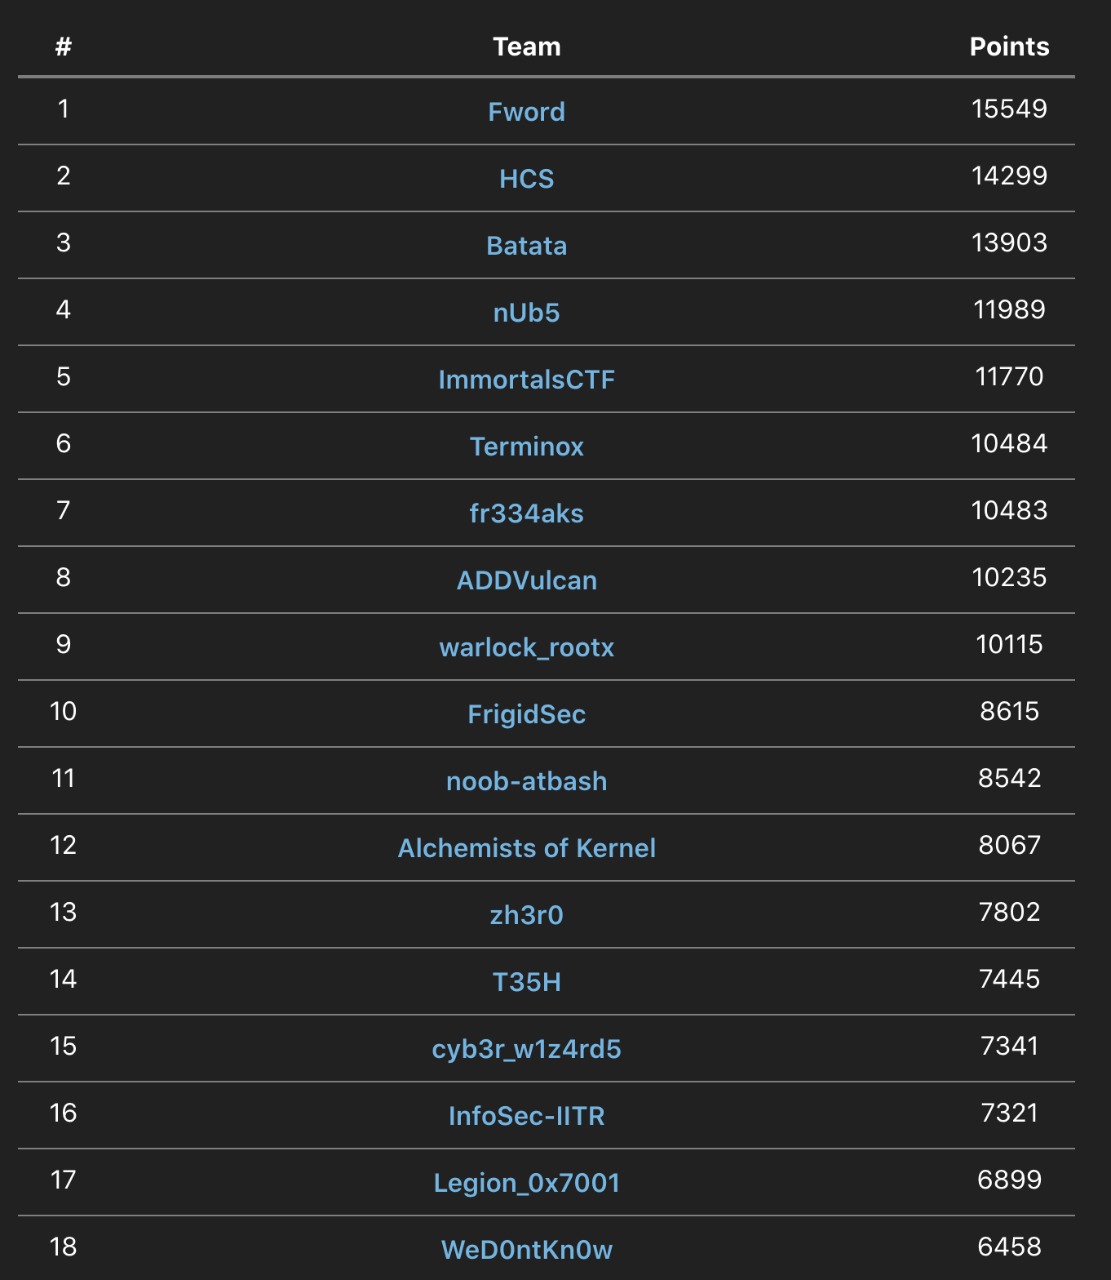 # Team Points
1 Fword 15549
2 HCS 14299
3 Batata 13903
4 nUb5 11989
5 ImmortalsCTF 11770
6 Terminox 10484
7 fr334aks 10483
8 ADDVulcan 10235
9 warlock_rootx 10115
10 FrigidSec 8615
11 noob-atbash 8542
12 Alchemists of Kernel 8067
13 zh3r0 7802
14 T35H 7445
15 cyb3r_w1z4rd5 7341
16 InfoSec-IITR 7321
17 Legion_0x7001 6899
18 WeD0ntKn0w 6458